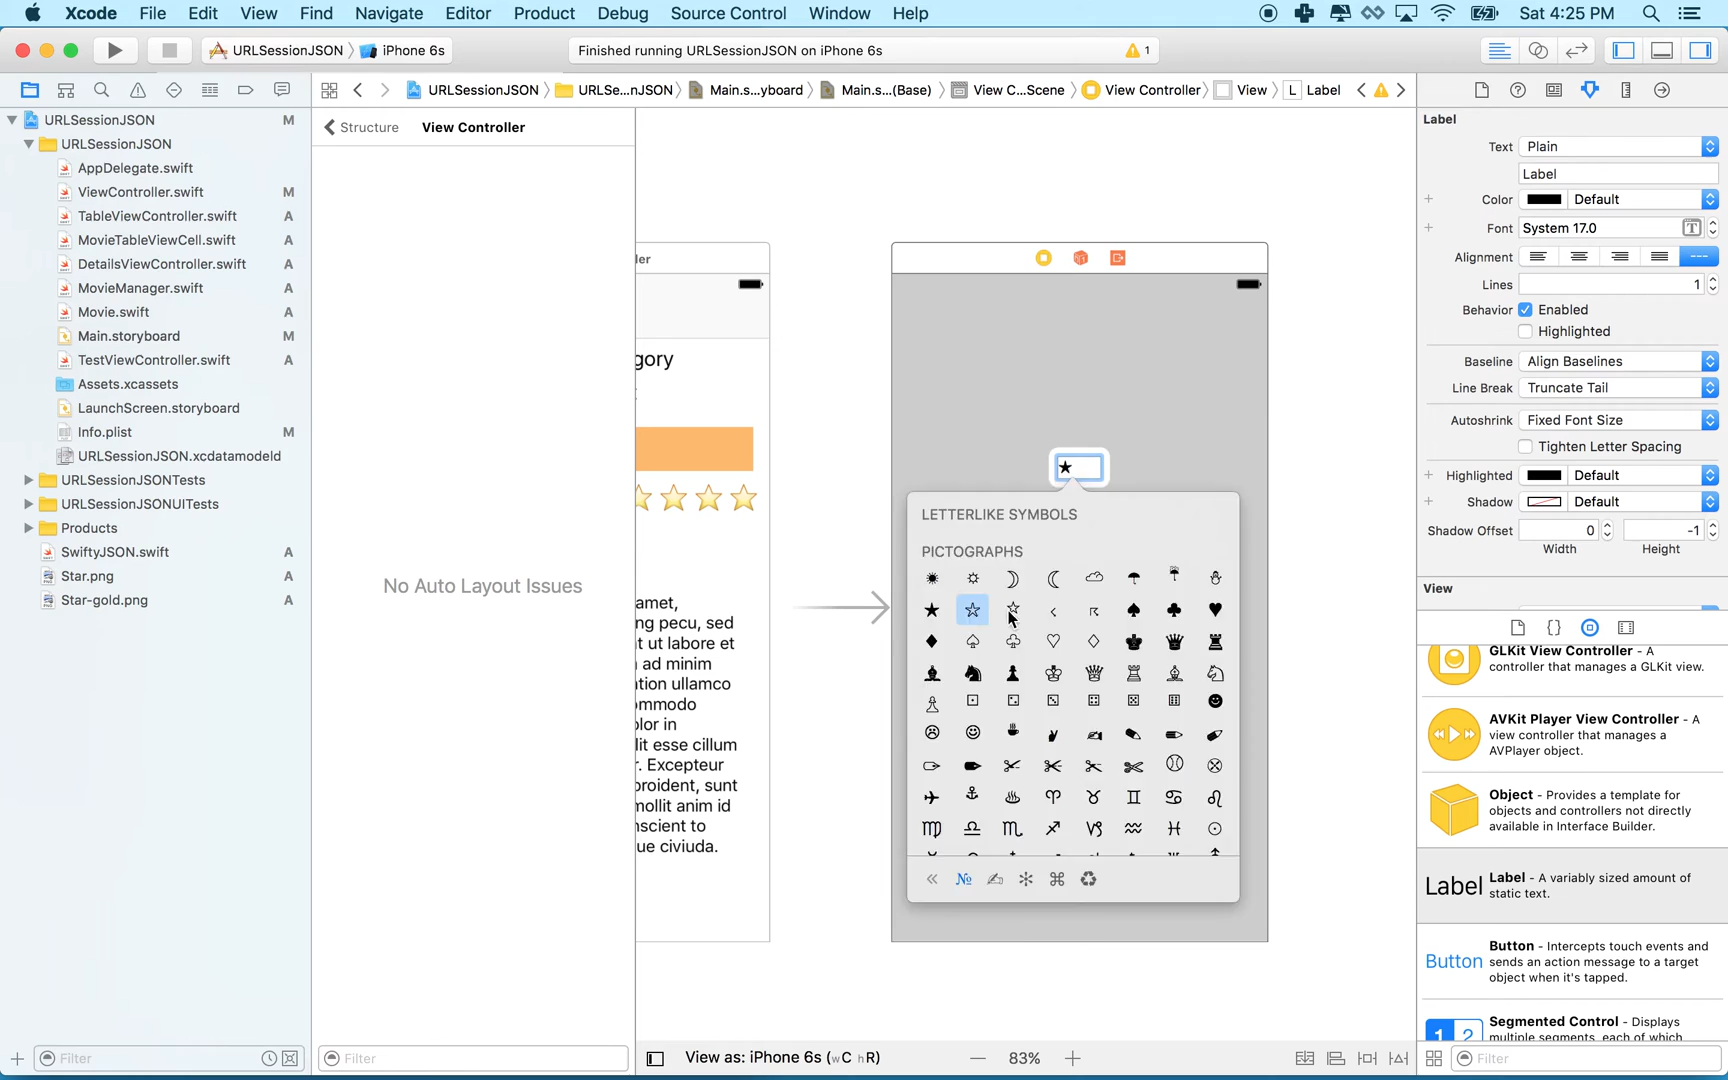 Xcode File Edit View Find Navigate Editor Product Debug Source Control Window Help Sat 4:25 PM
URLSessionJSON iPhone 6s Finished running URLSessionJSON on iPhone 6s 1
URLSessionJSON URLSe...nJSON Main.s...yboard Main.s...(Base) View C...Scene View Controller View L Label
URLSessionJSON M
URLSessionJSON
AppDelegate.swift
ViewController.swift M
TableViewController.swift A
MovieTableViewCell.swift A
DetailsViewController.swift A
MovieManager.swift A
Movie.swift A
Main.storyboard M
TestViewController.swift A
Assets.xcassets
LaunchScreen.storyboard
Info.plist M
URLSessionJSON.xcdatamodeld
URLSessionJSONTests
URLSessionJSONUITests
Products
SwiftyJSON.swift A
Star.png A
Star-gold.png A
Filter
Structure View Controller
No Auto Layout Issues
Filter
ler
gory
amet,
ng pecu, sed
t ut labore et
ad minim
tion ullamco
ommodo
olor in
lit esse cillum
r. Excepteur
proident, sunt
mollit anim id
nscient to
ue civiuda.
★
LETTERLIKE SYMBOLS
PICTOGRAPHS
View as: iPhone 6s (wC hR) 83%
Label
Text Plain
Label
Color Default
Font System 17.0 T
Alignment
Lines 1
Behavior Enabled
Highlighted
Baseline Align Baselines
Line Break Truncate Tail
Autoshrink Fixed Font Size
Tighten Letter Spacing
Highlighted Default
Shadow Default
Shadow Offset 0 -1
Width Height
View
GLKit View Controller - A
controller that manages a GLKit view.
AVKit Player View Controller - A
view controller that manages a
AVPlayer object.
Object - Provides a template for
objects and controllers not directly
available in Interface Builder.
Label Label - A variably sized amount of
static text.
Button Button - Intercepts touch events and
sends an action message to a target
object when it's tapped.
1 2 Segmented Control - Displays
multiple segments, each of which
Filter